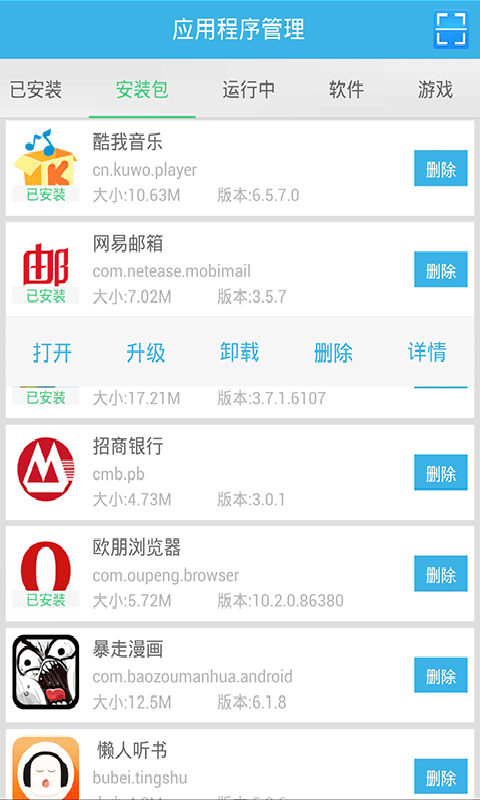 应用程序管理
已安装 安装包 运行中 软件 游戏
酷我音乐
cn.kuwo.player
删除
已安装
大小:10.63M 版本:6.5.7.0
网易邮箱
com.netease.mobimail
删除
已安装
大小:7.02M 版本:3.5.7
打开 升级 卸载 删除 详情
已安装
大小:17.21M 版本:3.7.1.6107
招商银行
cmb.pb
删除
大小:4.73M 版本:3.0.1
欧朋浏览器
com.oupeng.browser
删除
已安装
大小:5.72M 版本:10.2.0.86380
暴走漫画
com.baozoumanhua.android
删除
大小:12.5M 版本:6.1.8
懒人听书
bubei.tingshu
删除